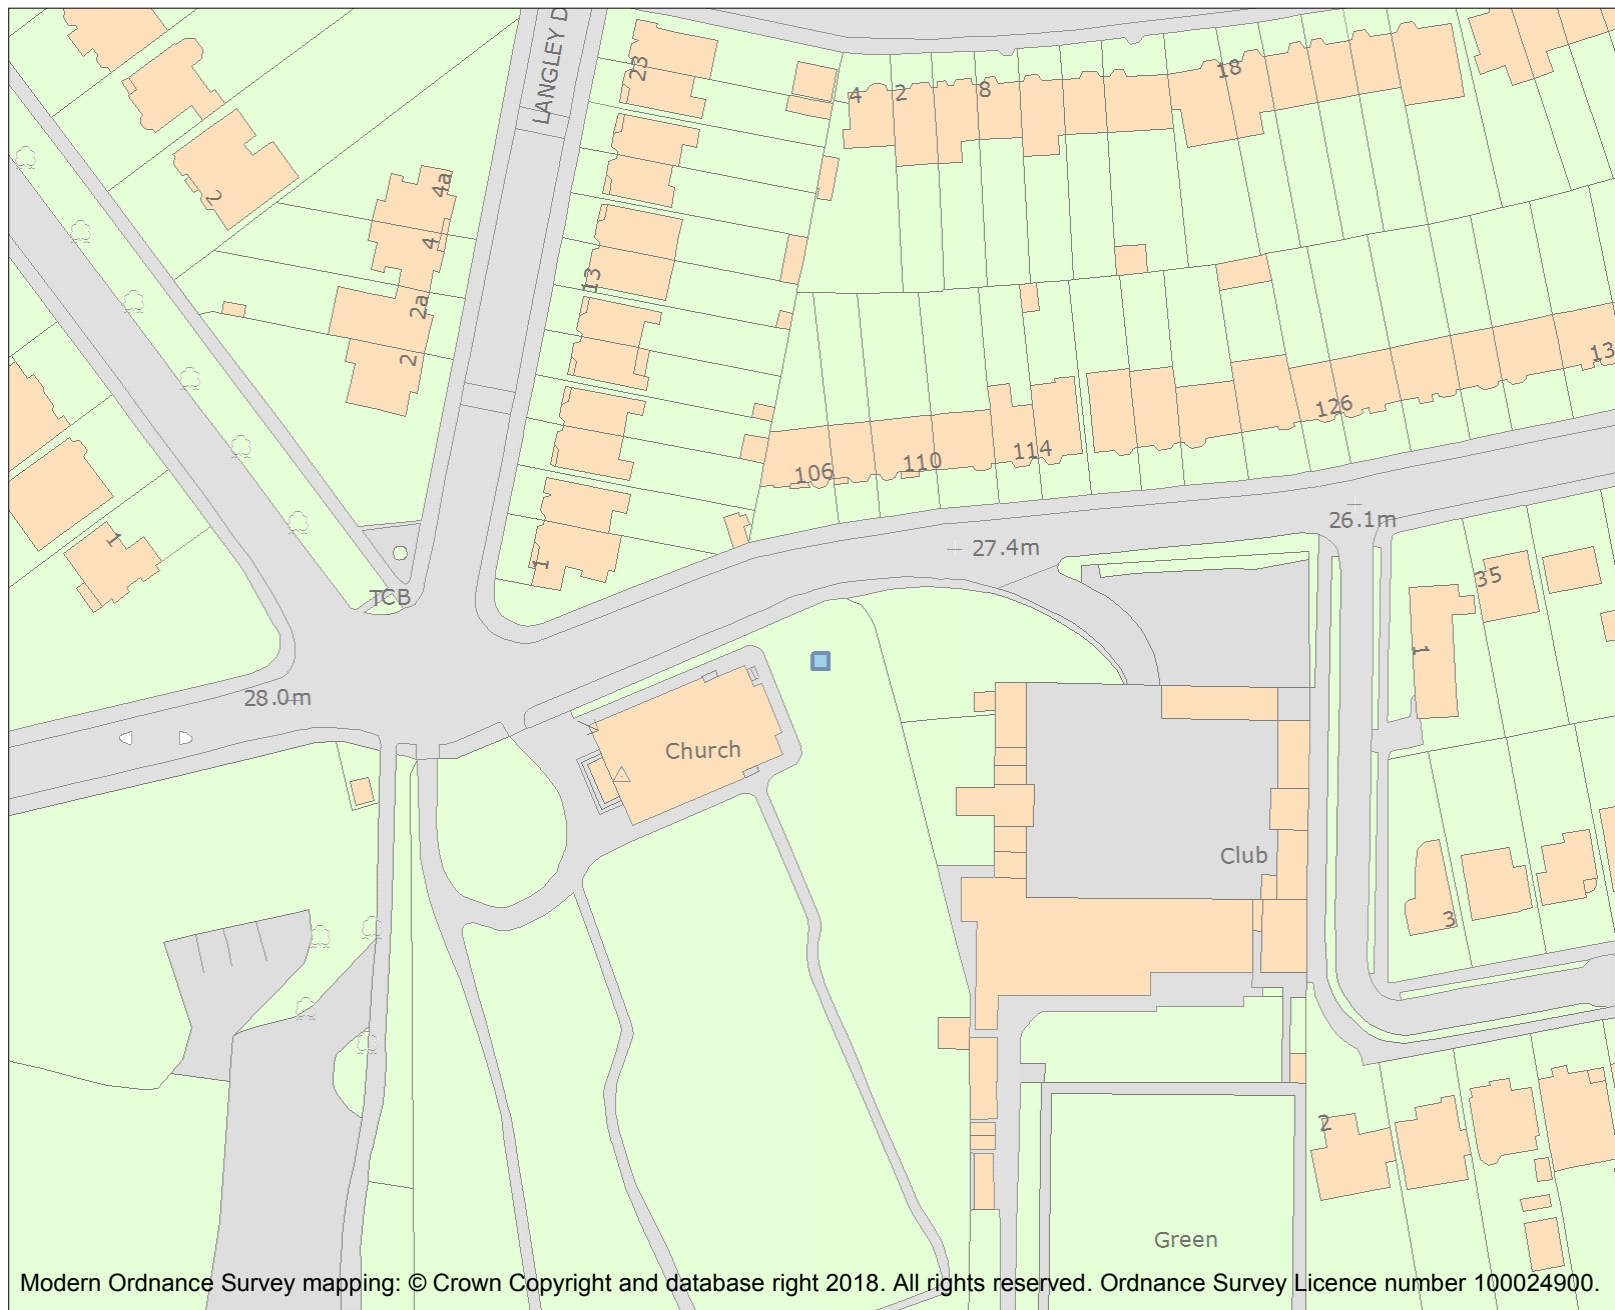 LANGLEY D
23
4
2
8
18
2
4a
4
2a
2
13
106
110
114
126
13
1
1
TCB
27.4m
26.1m
35
1
28.0m
Church
Club
3
2
Green
Modern Ordnance Survey mapping: © Crown Copyright and database right 2018. All rights reserved. Ordnance Survey Licence number 100024900.